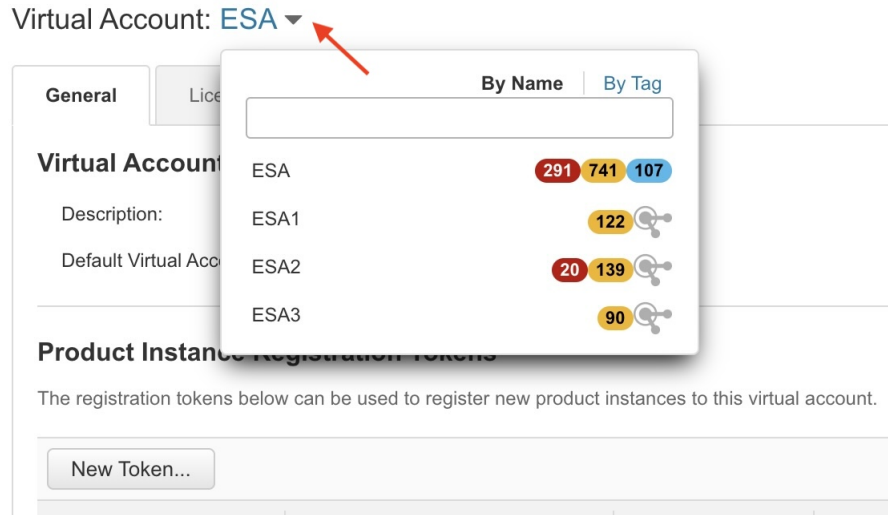 Virtual Account: ESA
General
Lice
By Name
By Tag
Virtual Account
ESA
291 741 107
Description:
ESA1
122
Default Virtual Acc
ESA2
20 139
ESA3
90
Product Instance Registration Tokens
The registration tokens below can be used to register new product instances to this virtual account.
New Token...